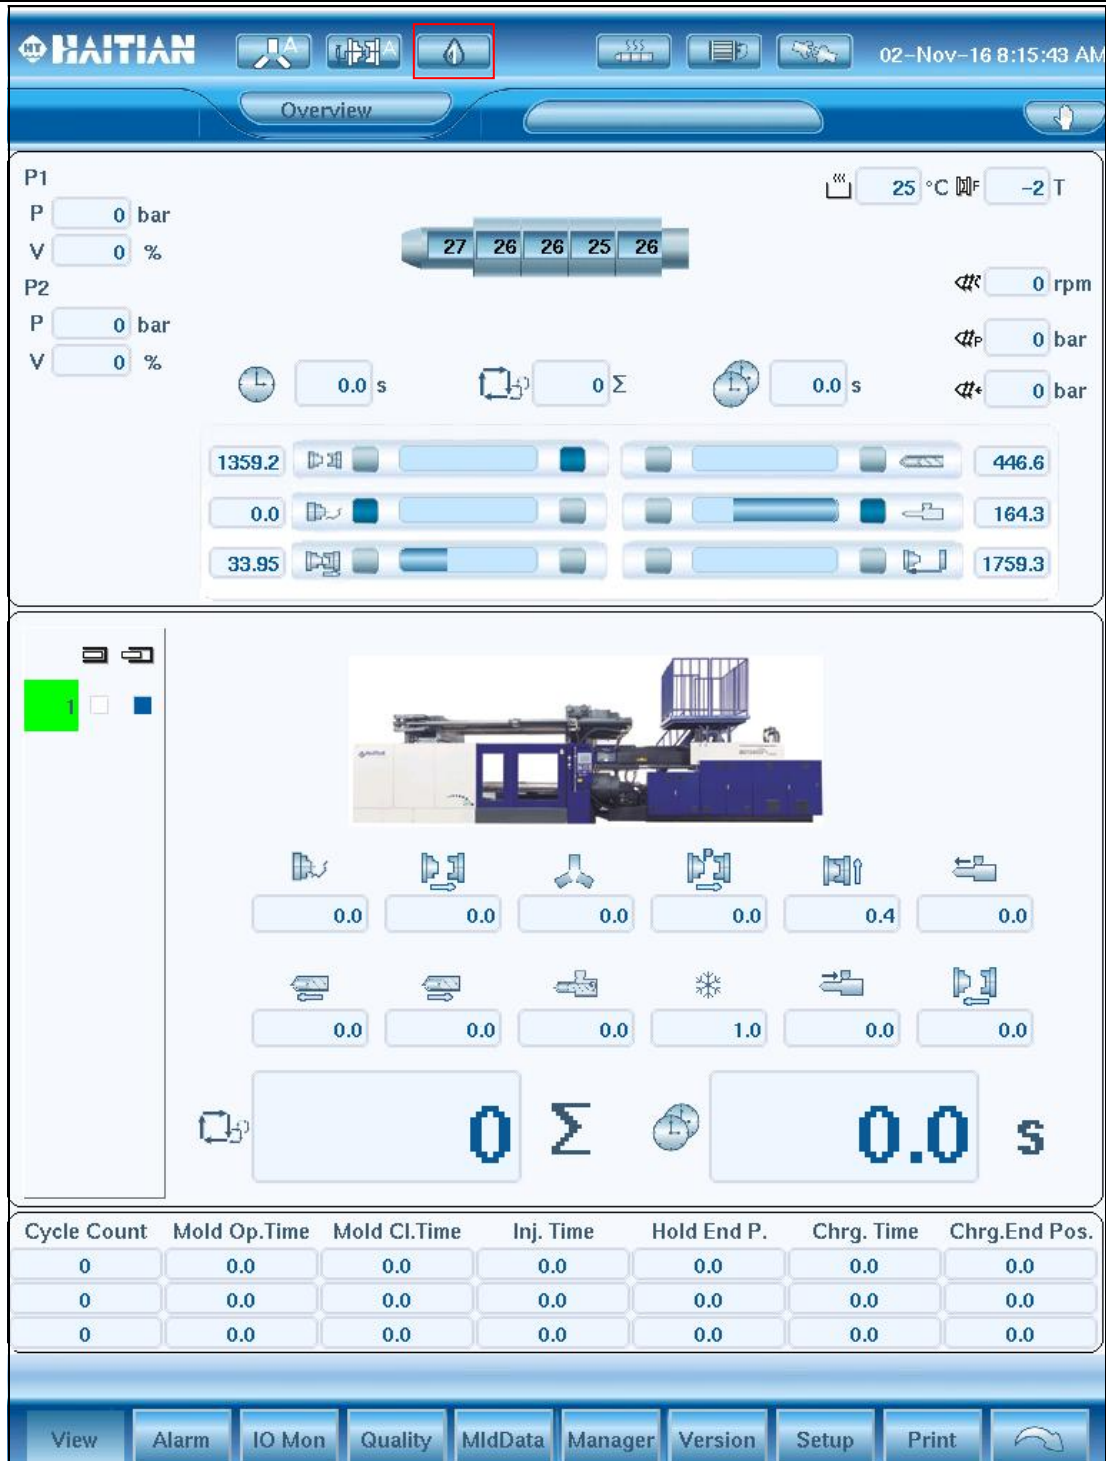 HT HAITIAN A A 02-Nov-16 8:15:43 AM
Overview
P1
25 °C F -2 T
P 0 bar
V 0 %
27 26 26 25 26
P2
0 rpm
P 0 bar
P 0 bar
V 0 %
0.0 s 0 Σ 0.0 s
0 bar
1359.2 446.6
0.0 164.3
33.95 1759.3
1
P
0.0 0.0 0.0 0.0 0.4 0.0
0.0 0.0 0.0 1.0 0.0 0.0
0 Σ 0.0 s
Cycle Count Mold Op.Time Mold Cl.Time Inj. Time Hold End P. Chrg. Time Chrg.End Pos.
0 0.0 0.0 0.0 0.0 0.0 0.0
0 0.0 0.0 0.0 0.0 0.0 0.0
0 0.0 0.0 0.0 0.0 0.0 0.0
View Alarm IO Mon Quality MldData Manager Version Setup Print